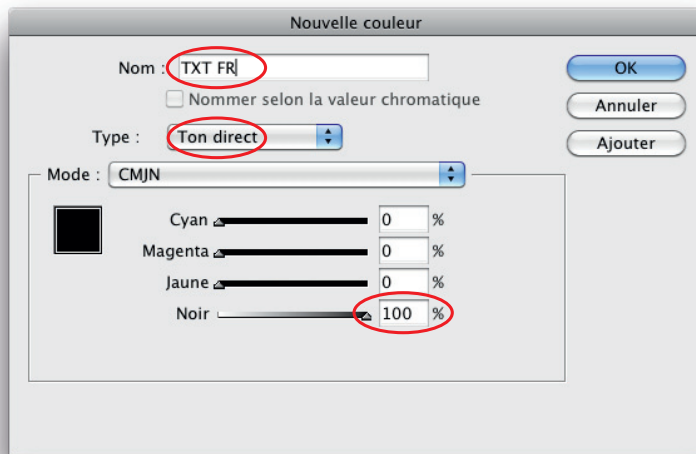 Nouvelle couleur
Nom : TXT FR
OK
Nommer selon la valeur chromatique
Annuler
Type : Ton direct
Ajouter
Mode : CMJN
Cyan 0 %
Magenta 0 %
Jaune 0 %
Noir 100 %